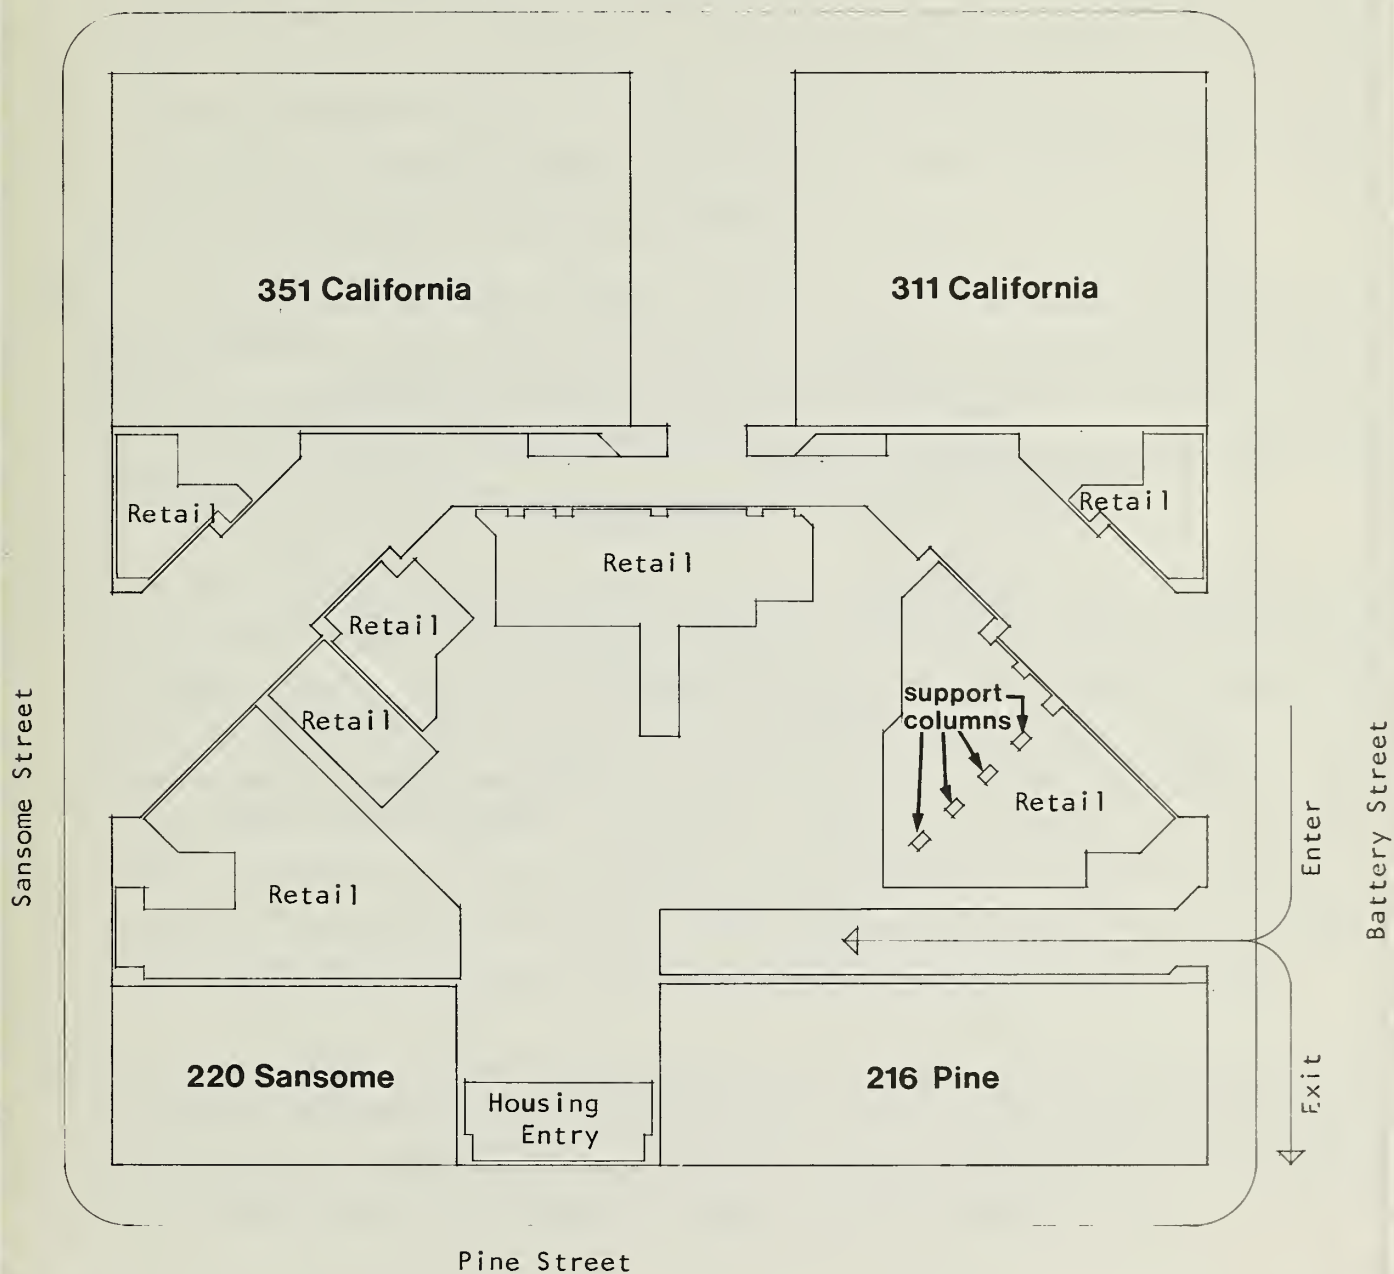 351 California
311 California
Retail
Retail
Retail
Retail
Retail
support
columns
Retail
Retail
220 Sansome
216 Pine
Housing
Entry
Sansome Street
Enter
Exit
Battery Street
Pine Street